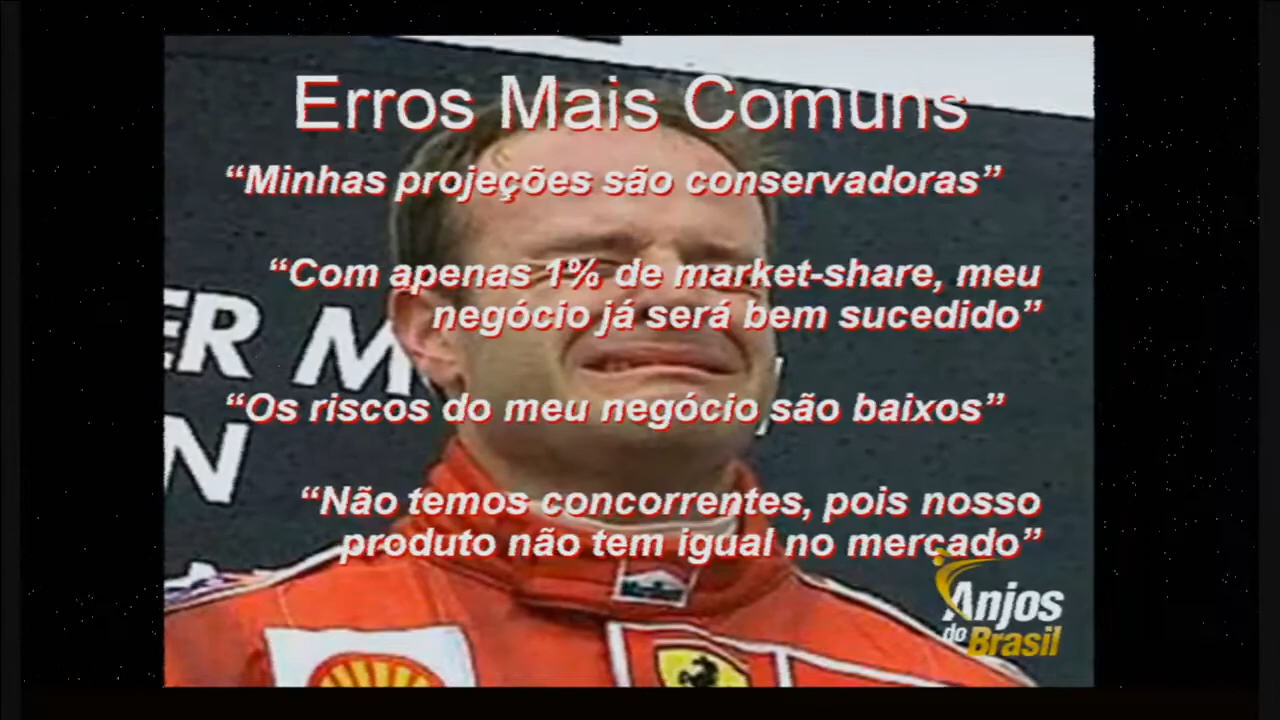 Erros Mais Comuns
“Minhas projeções são conservadoras”
“Com apenas 1% de market-share, meu
negócio já será bem sucedido”
“Os riscos do meu negócio são baixos”
“Não temos concorrentes, pois nosso
produto não tem igual no mercado”
ER M
N
Anjos
do Brasil